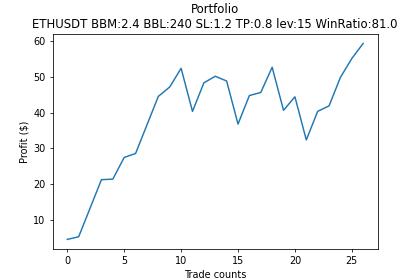 Portfolio
ETHUSDT BBM:2.4 BBL:240 SL:1.2 TP:0.8 lev:15 WinRatio:81.0
60
50
40
30
20
10
Profit ($)
0 5 10 15 20 25
Trade counts